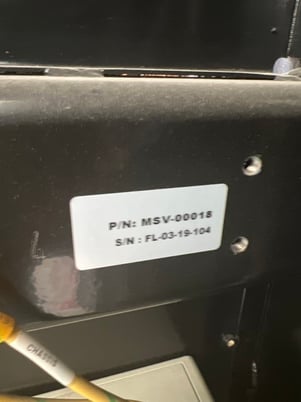 P/N: MSV-00018
S/N : FL-03-19-104
CHASSIS